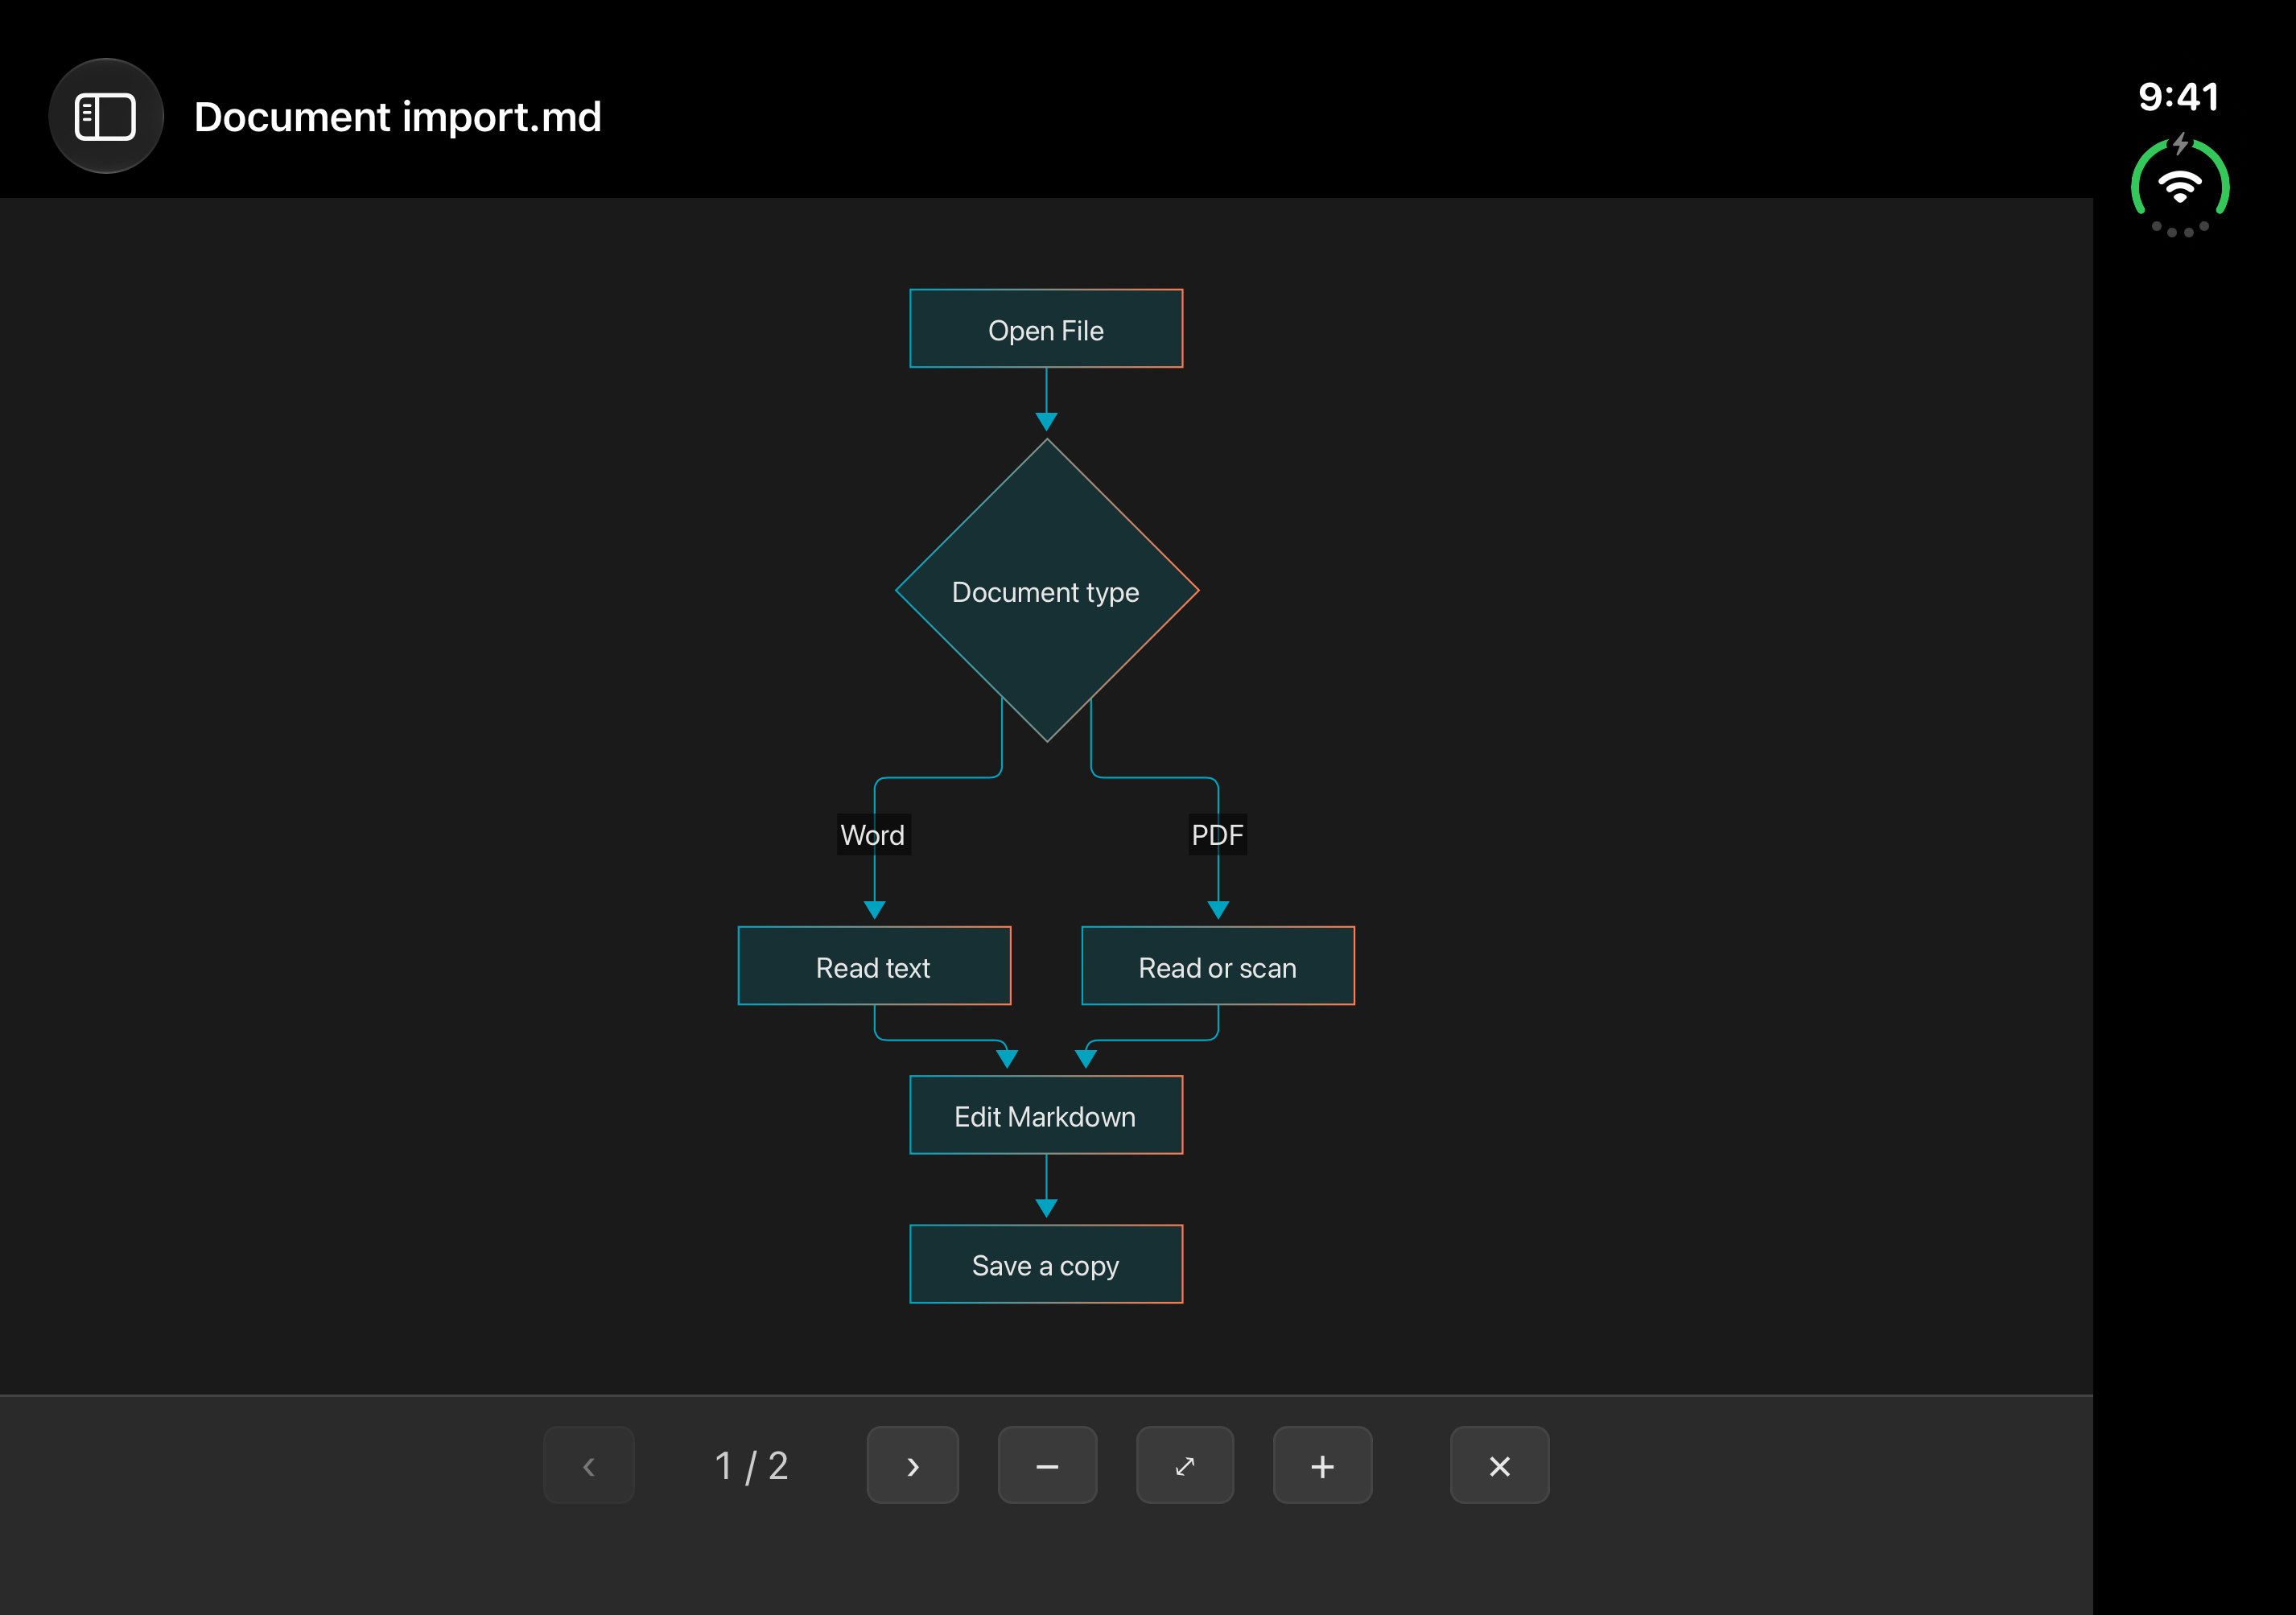 Document import.md
9:41
Open File
Document type
Word
PDF
Read text
Read or scan
Edit Markdown
Save a copy
1 / 2